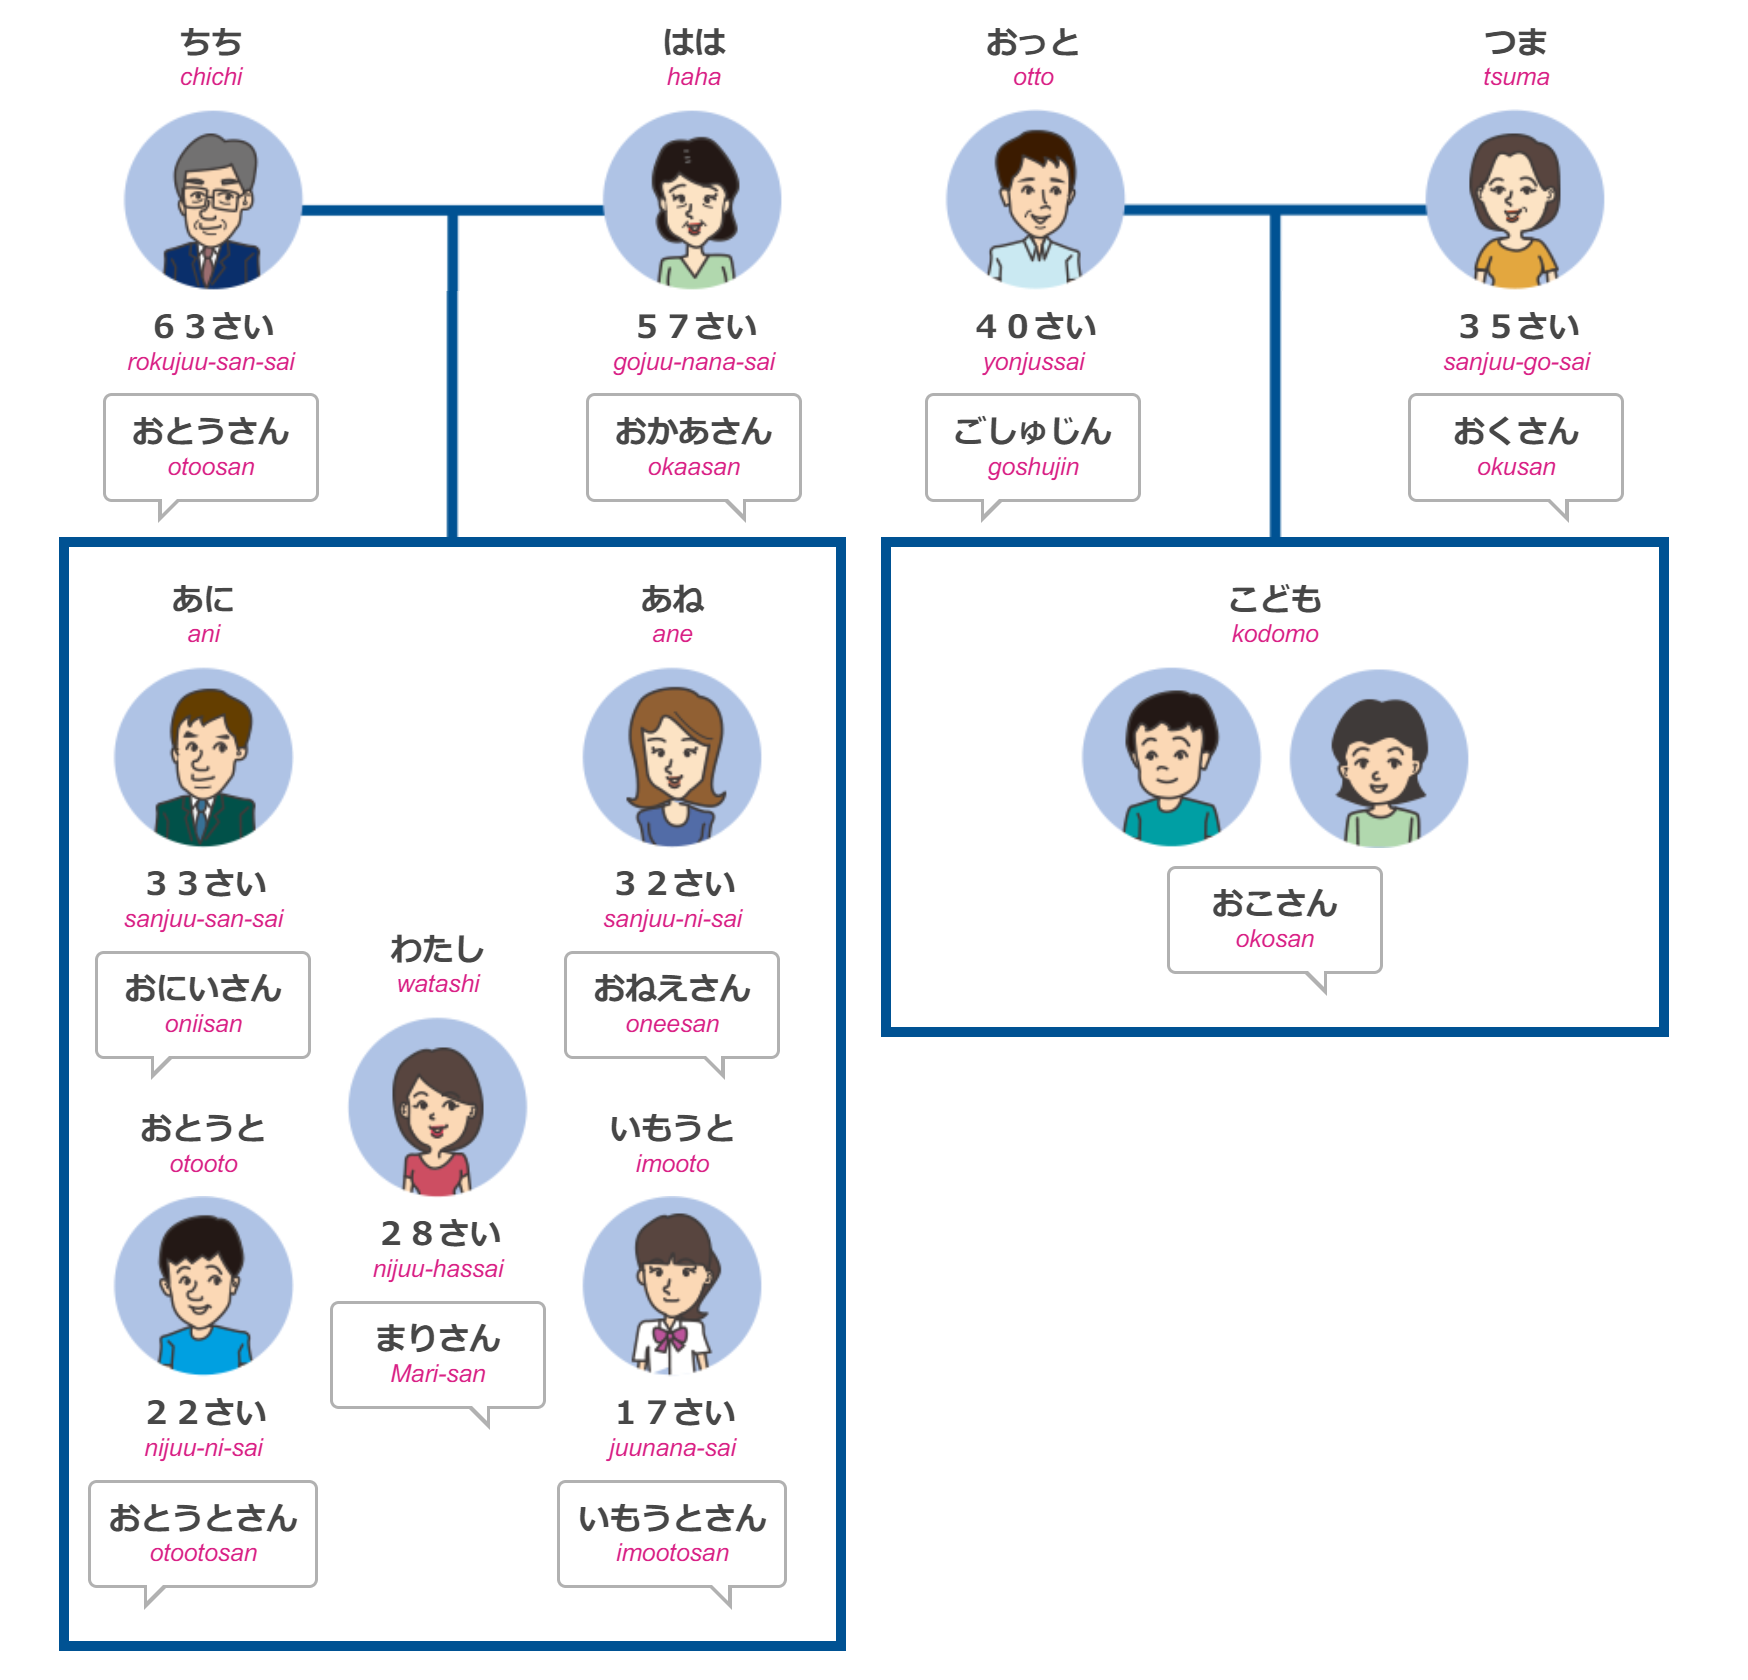 ちち
chichi
６３さい
rokujuu-san-sai
おとうさん
otoosan
はは
haha
５７さい
gojuu-nana-sai
おかあさん
okaasan
あに
ani
３３さい
sanjuu-san-sai
おにいさん
oniisan
あね
ane
３２さい
sanjuu-ni-sai
おねえさん
oneesan
わたし
watashi
２８さい
nijuu-hassai
まりさん
Mari-san
おとうと
otooto
２２さい
nijuu-ni-sai
おとうとさん
otootosan
いもうと
imooto
１７さい
juunana-sai
いもうとさん
imootosan
おっと
otto
４０さい
yonjussai
ごしゅじん
goshujin
つま
tsuma
３５さい
sanjuu-go-sai
おくさん
okusan
こども
kodomo
おこさん
okosan